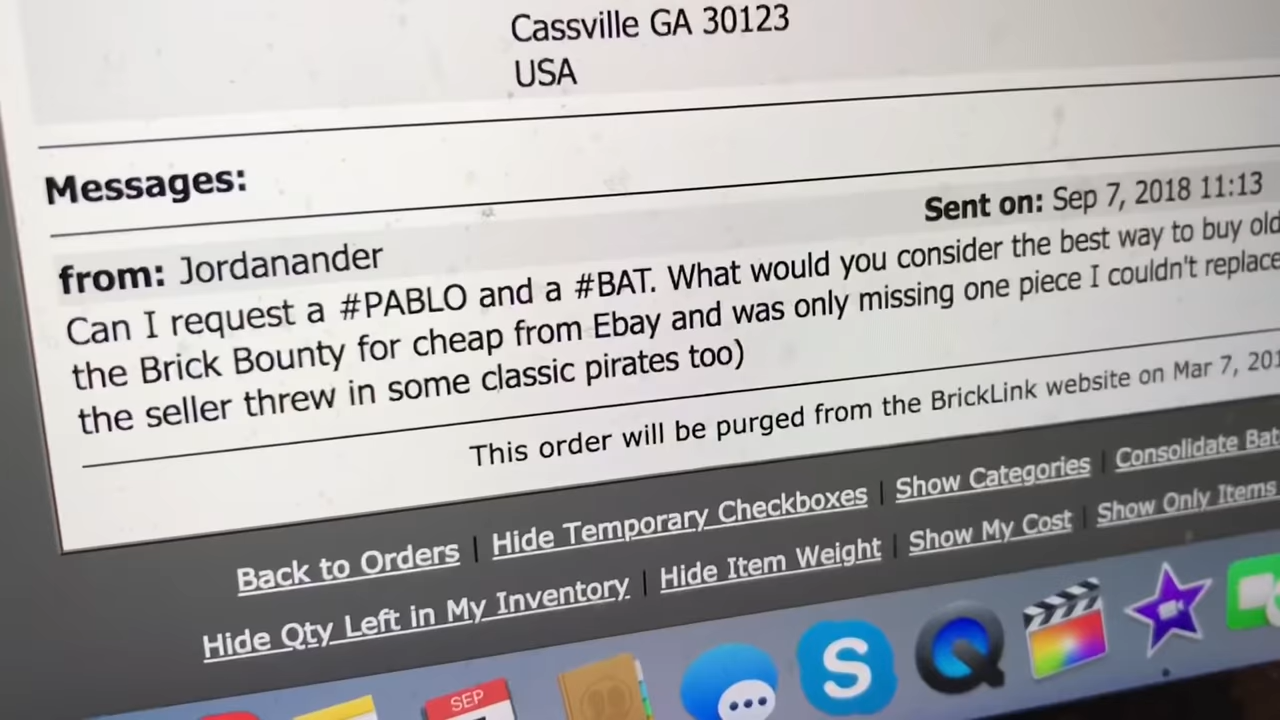 Cassville GA 30123
USA
Messages:
Sent on: Sep 7, 2018 11:13
from: Jordanander
Can I request a #PABLO and a #BAT. What would you consider the best way to buy old
the Brick Bounty for cheap from Ebay and was only missing one piece I couldn't replace
the seller threw in some classic pirates too)
This order will be purged from the BrickLink website on Mar 7, 201
Back to Orders | Hide Temporary Checkboxes | Show Categories | Consolidate Bat
Hide Qty Left in My Inventory | Hide Item Weight | Show My Cost | Show Only Items
SEP
S